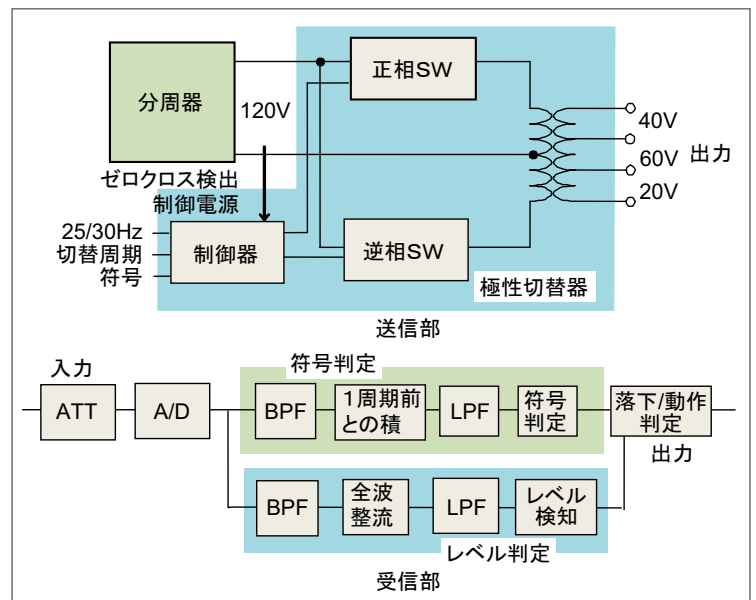 分周器
120V
正相SW
40V
60V
出力
20V
ゼロクロス検出
制御電源
25/30Hz
切替周期
符号
制御器
逆相SW
極性切替器
送信部
入力
ATT
A/D
符号判定
BPF
1周期前
との積
LPF
符号
判定
落下/動作
判定
出力
BPF
全波
整流
LPF
レベル
検知
レベル判定
受信部